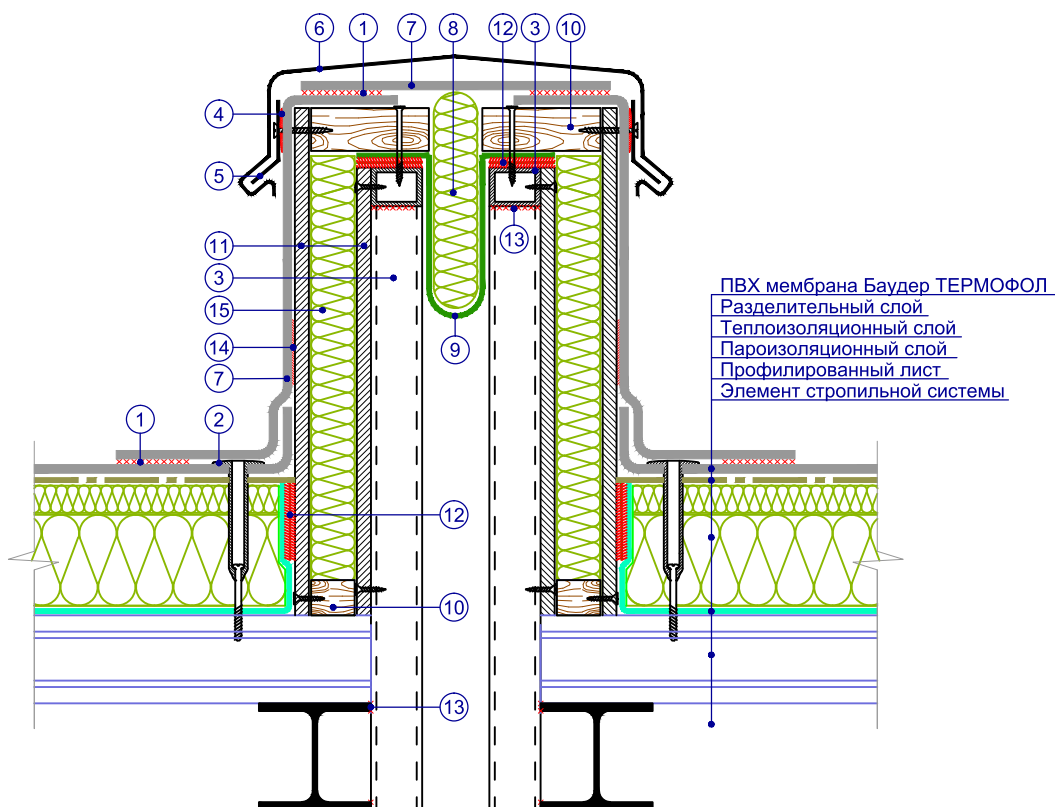 6 1 7 8 12 3 10
4
5
11
3
13
15
9
14
7
1 2
12
10
13
ПВХ мембрана Баудер ТЕРМОФОЛ
Разделительный слой
Теплоизоляционный слой
Пароизоляционный слой
Профилированный лист
Элемент стропильной системы
12